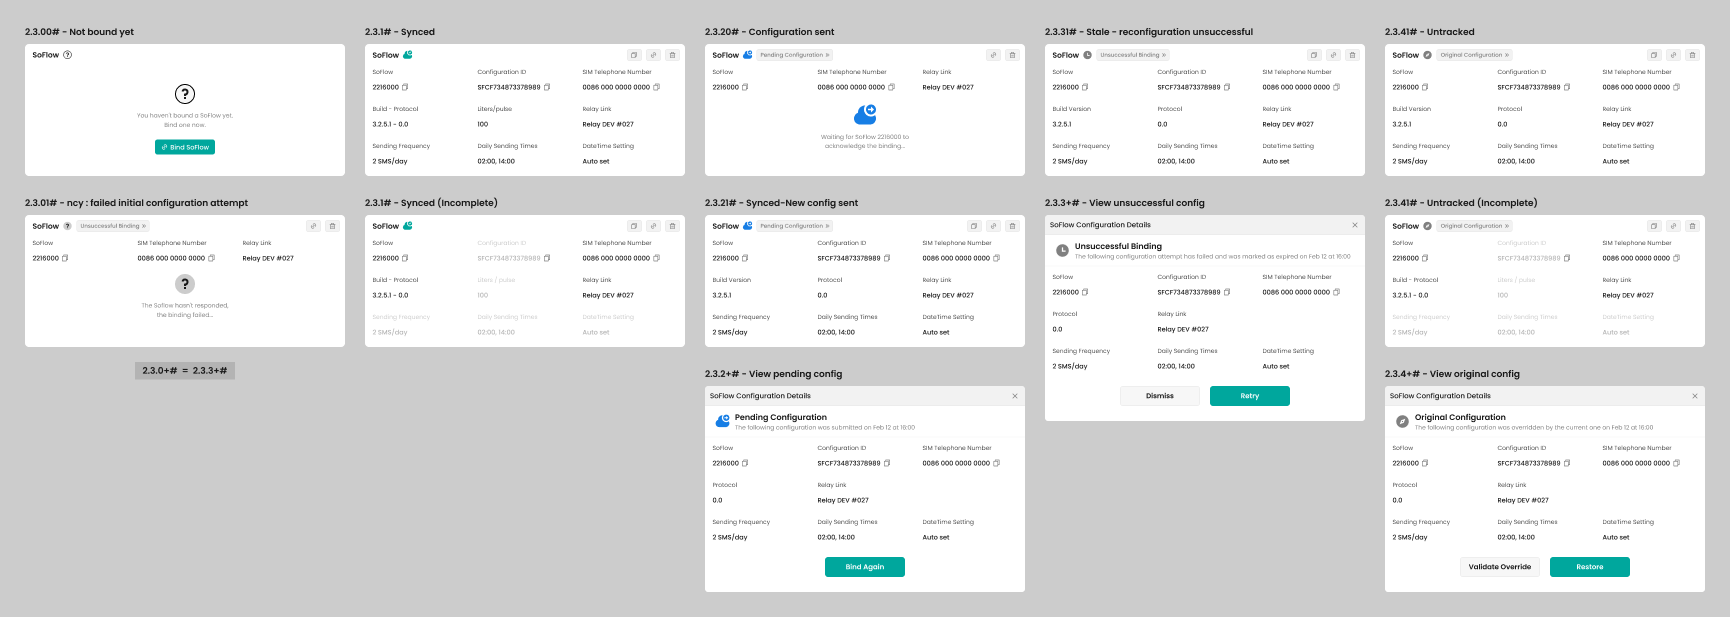 2.3.00# - Not bound yet
SoFlow
You haven't bound a SoFlow yet.
Bind one now.
Bind SoFlow
2.3.01# - ncy : failed initial configuration attempt
SoFlow Unsuccessful Binding »
SoFlow SIM Telephone Number Relay Link
2216000 0086 000 0000 0000 Relay DEV #027
The Soflow hasn't responded,
the binding failed...
2.3.0+# = 2.3.3+#
2.3.1# - Synced
SoFlow
SoFlow Configuration ID SIM Telephone Number
2216000 SFCF734873378989 0086 000 0000 0000
Build - Protocol Liters/pulse Relay Link
3.2.5.1 - 0.0 100 Relay DEV #027
Sending Frequency Daily Sending Times DateTime Setting
2 SMS/day 02:00, 14:00 Auto set
2.3.1# - Synced (Incomplete)
SoFlow
SoFlow Configuration ID SIM Telephone Number
2216000 SFCF734873378989 0086 000 0000 0000
Build - Protocol Liters / pulse Relay Link
3.2.5.1 - 0.0 100 Relay DEV #027
Sending Frequency Daily Sending Times DateTime Setting
2 SMS/day 02:00, 14:00 Auto set
2.3.20# - Configuration sent
SoFlow Pending Configuration »
SoFlow SIM Telephone Number Relay Link
2216000 0086 000 0000 0000 Relay DEV #027
Waiting for SoFlow 2216000 to
acknowledge the binding...
2.3.21# - Synced-New config sent
SoFlow Pending Configuration »
SoFlow Configuration ID SIM Telephone Number
2216000 SFCF734873378989 0086 000 0000 0000
Build Version Protocol Relay Link
3.2.5.1 0.0 Relay DEV #027
Sending Frequency Daily Sending Times DateTime Setting
2 SMS/day 02:00, 14:00 Auto set
2.3.2+# - View pending config
SoFlow Configuration Details
Pending Configuration
The following configuration was submitted on Feb 12 at 16:00
SoFlow Configuration ID SIM Telephone Number
2216000 SFCF734873378989 0086 000 0000 0000
Protocol Relay Link
0.0 Relay DEV #027
Sending Frequency Daily Sending Times DateTime Setting
2 SMS/day 02:00, 14:00 Auto set
Bind Again
2.3.31# - Stale - reconfiguration unsuccessful
SoFlow Unsuccessful Binding »
SoFlow Configuration ID SIM Telephone Number
2216000 SFCF734873378989 0086 000 0000 0000
Build Version Protocol Relay Link
3.2.5.1 0.0 Relay DEV #027
Sending Frequency Daily Sending Times DateTime Setting
2 SMS/day 02:00, 14:00 Auto set
2.3.3+# - View unsuccessful config
SoFlow Configuration Details
Unsuccessful Binding
The following configuration attempt has failed and was marked as expired on Feb 12 at 16:00
SoFlow Configuration ID SIM Telephone Number
2216000 SFCF734873378989 0086 000 0000 0000
Protocol Relay Link
0.0 Relay DEV #027
Sending Frequency Daily Sending Times DateTime Setting
2 SMS/day 02:00, 14:00 Auto set
Dismiss Retry
2.3.41# - Untracked
SoFlow Original Configuration »
SoFlow Configuration ID SIM Telephone Number
2216000 SFCF734873378989 0086 000 0000 0000
Build Version Protocol Relay Link
3.2.5.1 0.0 Relay DEV #027
Sending Frequency Daily Sending Times DateTime Setting
2 SMS/day 02:00, 14:00 Auto set
2.3.41# - Untracked (Incomplete)
SoFlow Original Configuration »
SoFlow Configuration ID SIM Telephone Number
2216000 SFCF734873378989 0086 000 0000 0000
Build - Protocol Liters / pulse Relay Link
3.2.5.1 - 0.0 100 Relay DEV #027
Sending Frequency Daily Sending Times DateTime Setting
2 SMS/day 02:00, 14:00 Auto set
2.3.4+# - View original config
SoFlow Configuration Details
Original Configuration
The following configuration was overridden by the current one on Feb 12 at 16:00
SoFlow Configuration ID SIM Telephone Number
2216000 SFCF734873378989 0086 000 0000 0000
Protocol Relay Link
0.0 Relay DEV #027
Sending Frequency Daily Sending Times DateTime Setting
2 SMS/day 02:00, 14:00 Auto set
Validate Override Restore